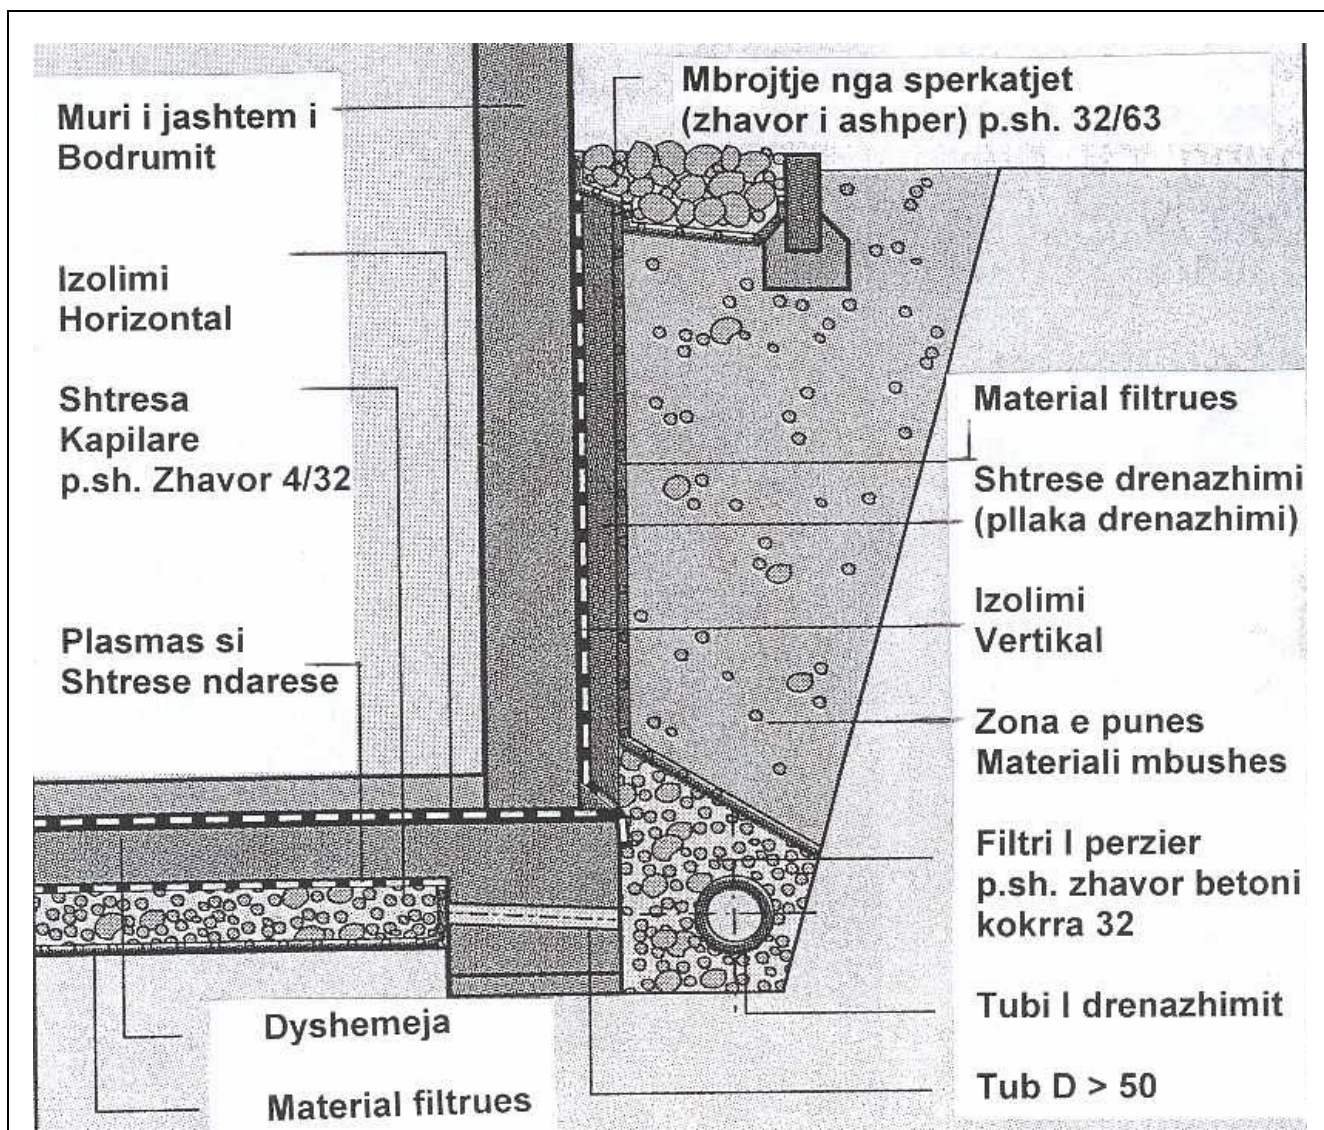 Muri i jashtem i
Bodrumit
Izolimi
Horizontal
Shtresa
Kapilare
p.sh. Zhavor 4/32
Plasmas si
Shtrese ndarese
Dyshemeja
Material filtrues
Mbrojtje nga sperkatjet
(zhavor i ashper) p.sh. 32/63
Material filtrues
Shtrese drenazhimi
(pllaka drenazhimi)
Izolimi
Vertikal
Zona e punes
Materiali mbushes
Filtri I perzier
p.sh. zhavor betoni
kokrra 32
Tubi I drenazhimit
Tub D > 50